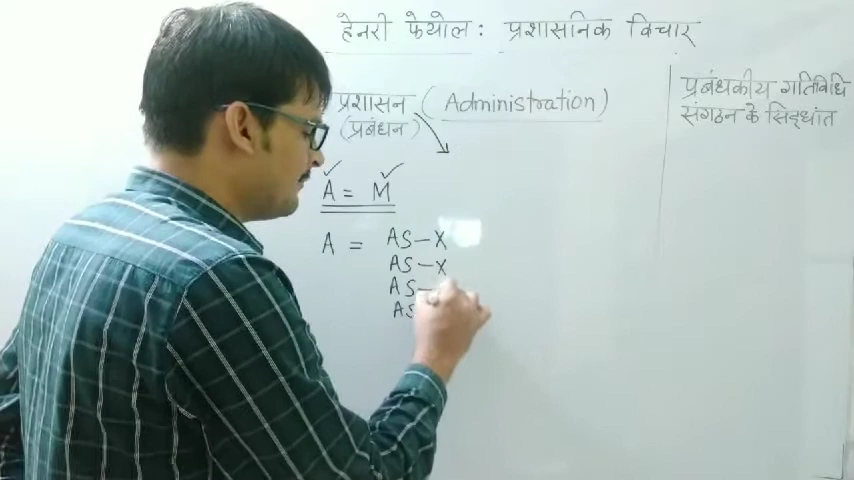 हेनरी फेयोल: प्रशासनिक विचार
प्रशासन (Administration)
(प्रबंधन)
A = M
A = AS-X
AS-X
AS-
AS
प्रबंधकीय गतिविधि
संगठन के सिद्धांत